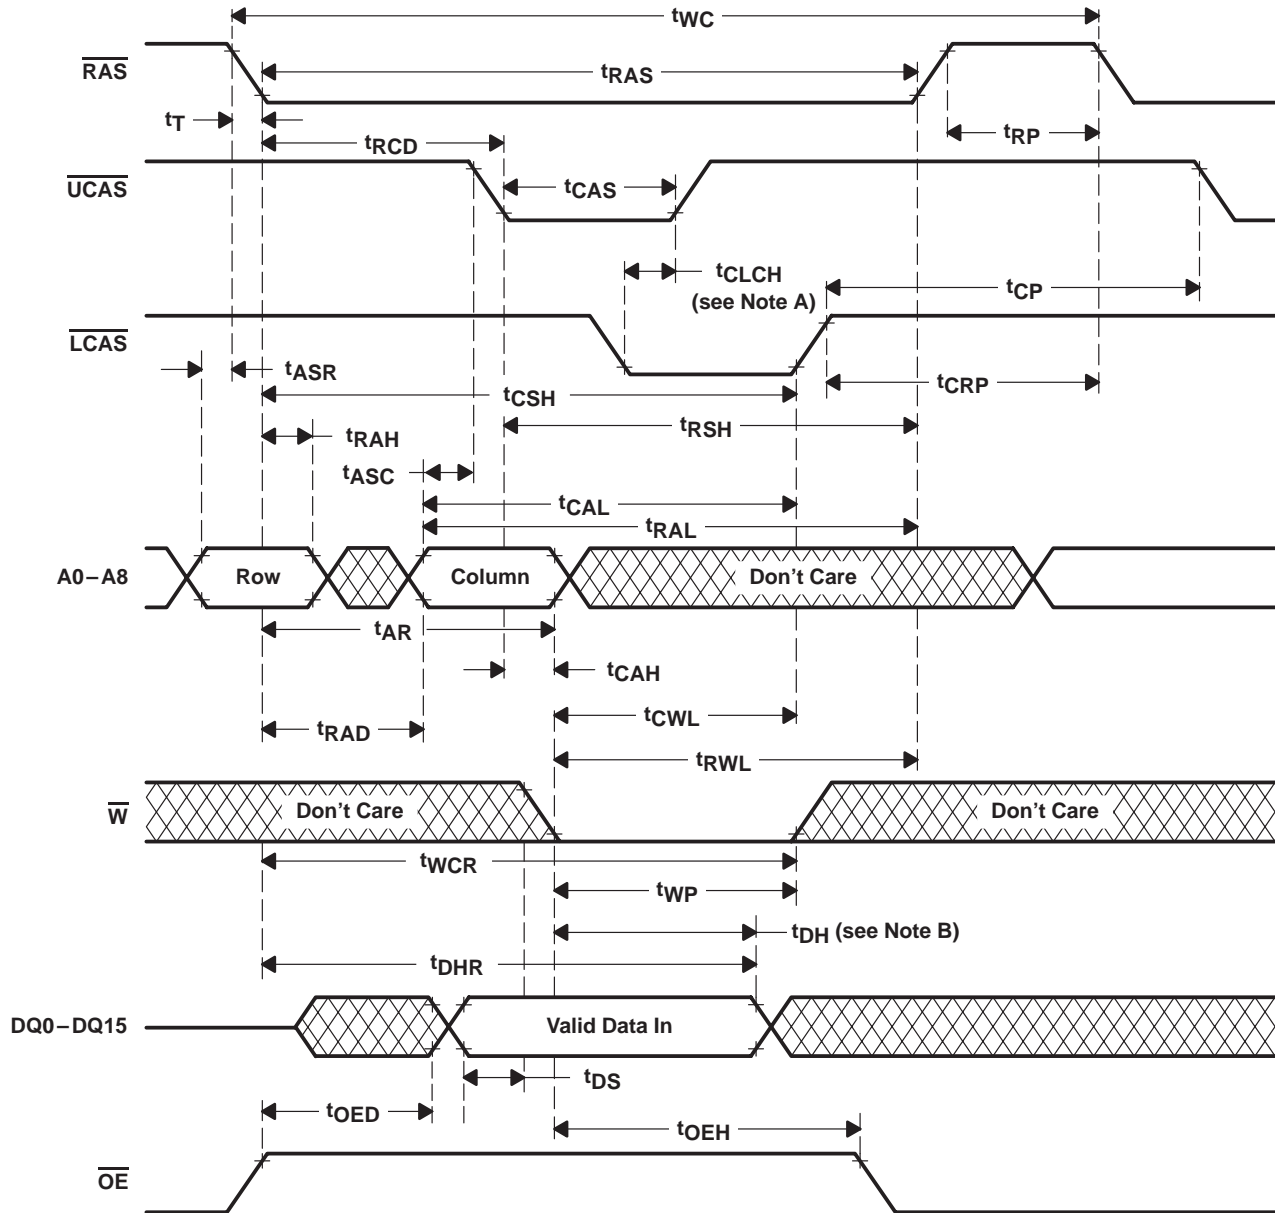 tWC
RAS
tRAS
tT
tRCD
tRP
UCAS
tCAS
tCLCH
(see Note A)
tCP
LCAS
tASR
tCSH
tCRP
tRAH
tRSH
tASC
tCAL
tRAL
A0–A8
Row
Column
Don't Care
tAR
tCAH
tCWL
tRAD
tRWL
W
Don't Care
Don't Care
tWCR
tWP
tDH (see Note B)
tDHR
DQ0–DQ15
Valid Data In
tDS
tOED
tOEH
OE